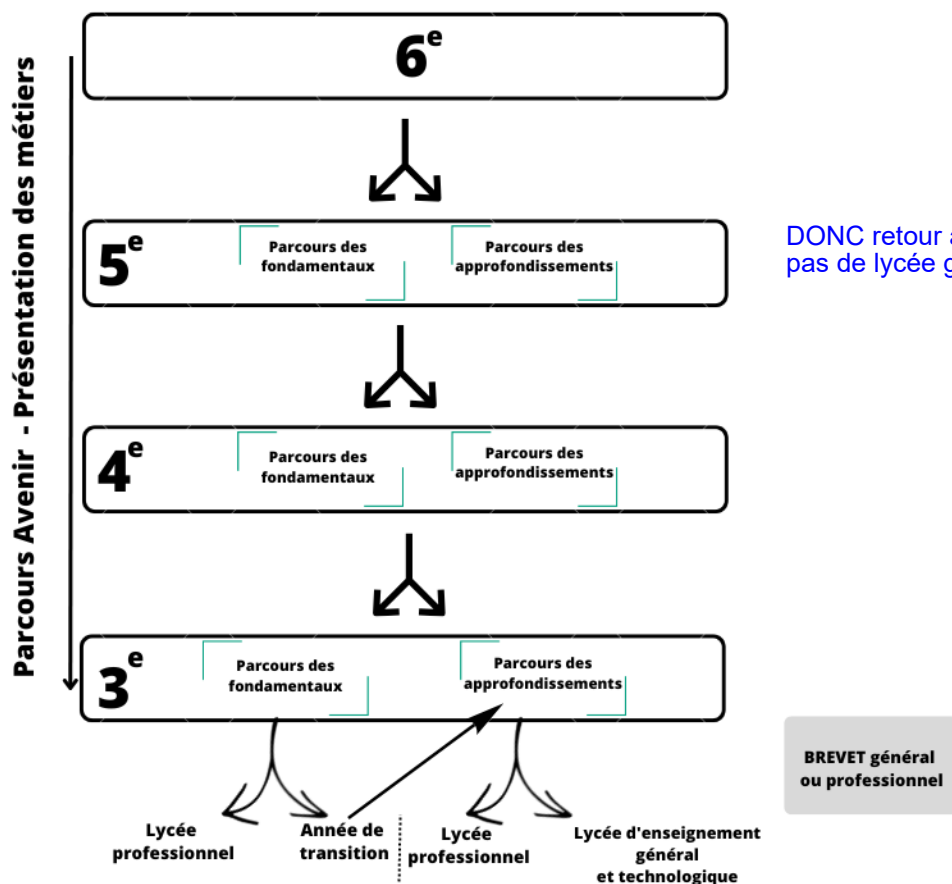 Parcours Avenir - Présentation des métiers
6e
5e
Parcours des
fondamentaux
Parcours des
approfondissements
DONC retour a
pas de lycée g
4e
Parcours des
fondamentaux
Parcours des
approfondissements
3e
Parcours des
fondamentaux
Parcours des
approfondissements
BREVET général
ou professionnel
Lycée
professionnel
Année de
transition
Lycée
professionnel
Lycée d'enseignement
général
et technologique